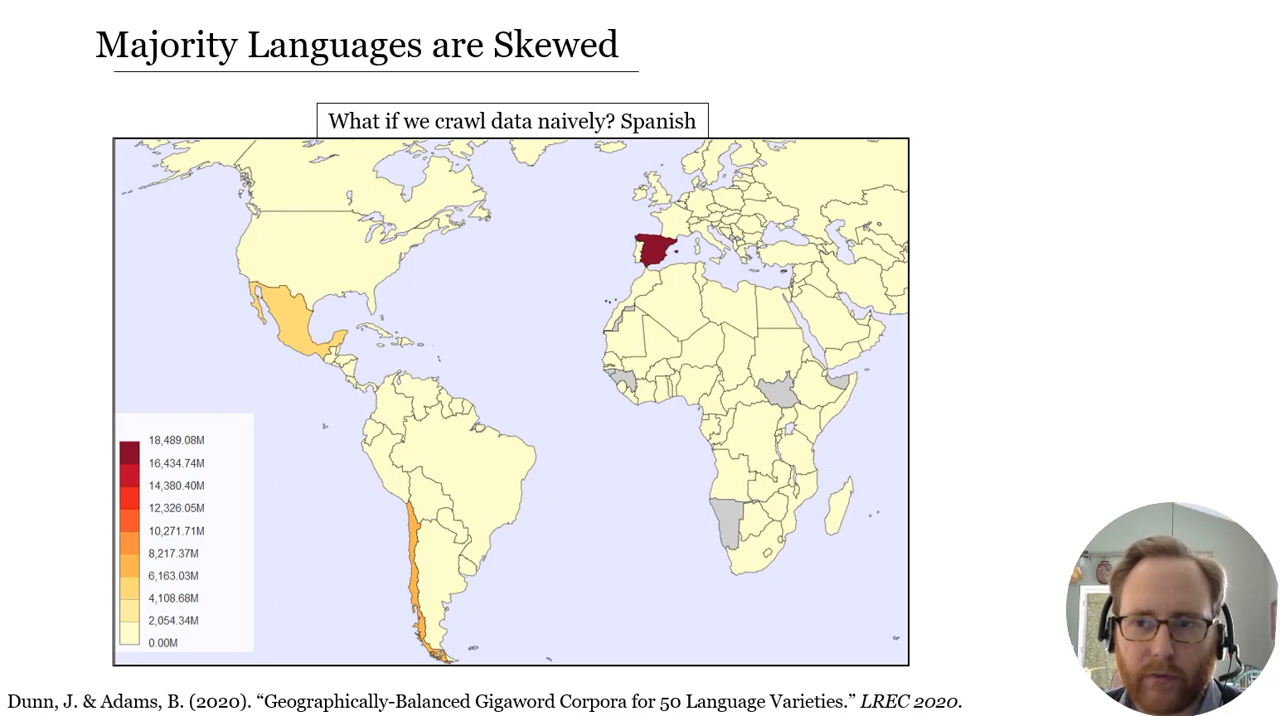 Majority Languages are Skewed
What if we crawl data naively? Spanish
18,489.08M
16,434.74M
14,380.40M
12,326.05M
10,271.71M
8,217.37M
6,163.03M
4,108.68M
2,054.34M
0.00M
Dunn, J. & Adams, B. (2020). “Geographically-Balanced Gigaword Corpora for 50 Language Varieties.” LREC 2020.